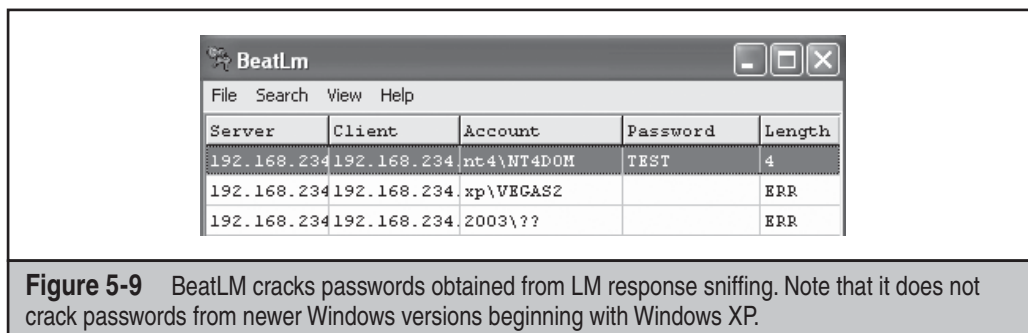 BeatLm
File Search View Help
Server Client Account Password Length
192.168.234 192.168.234. nt4\NT4DOM TEST 4
192.168.234 192.168.234. xp\VEGAS2 ERR
192.168.234 192.168.234. 2003\?? ERR
Figure 5-9 BeatLM cracks passwords obtained from LM response sniffing. Note that it does not
crack passwords from newer Windows versions beginning with Windows XP.